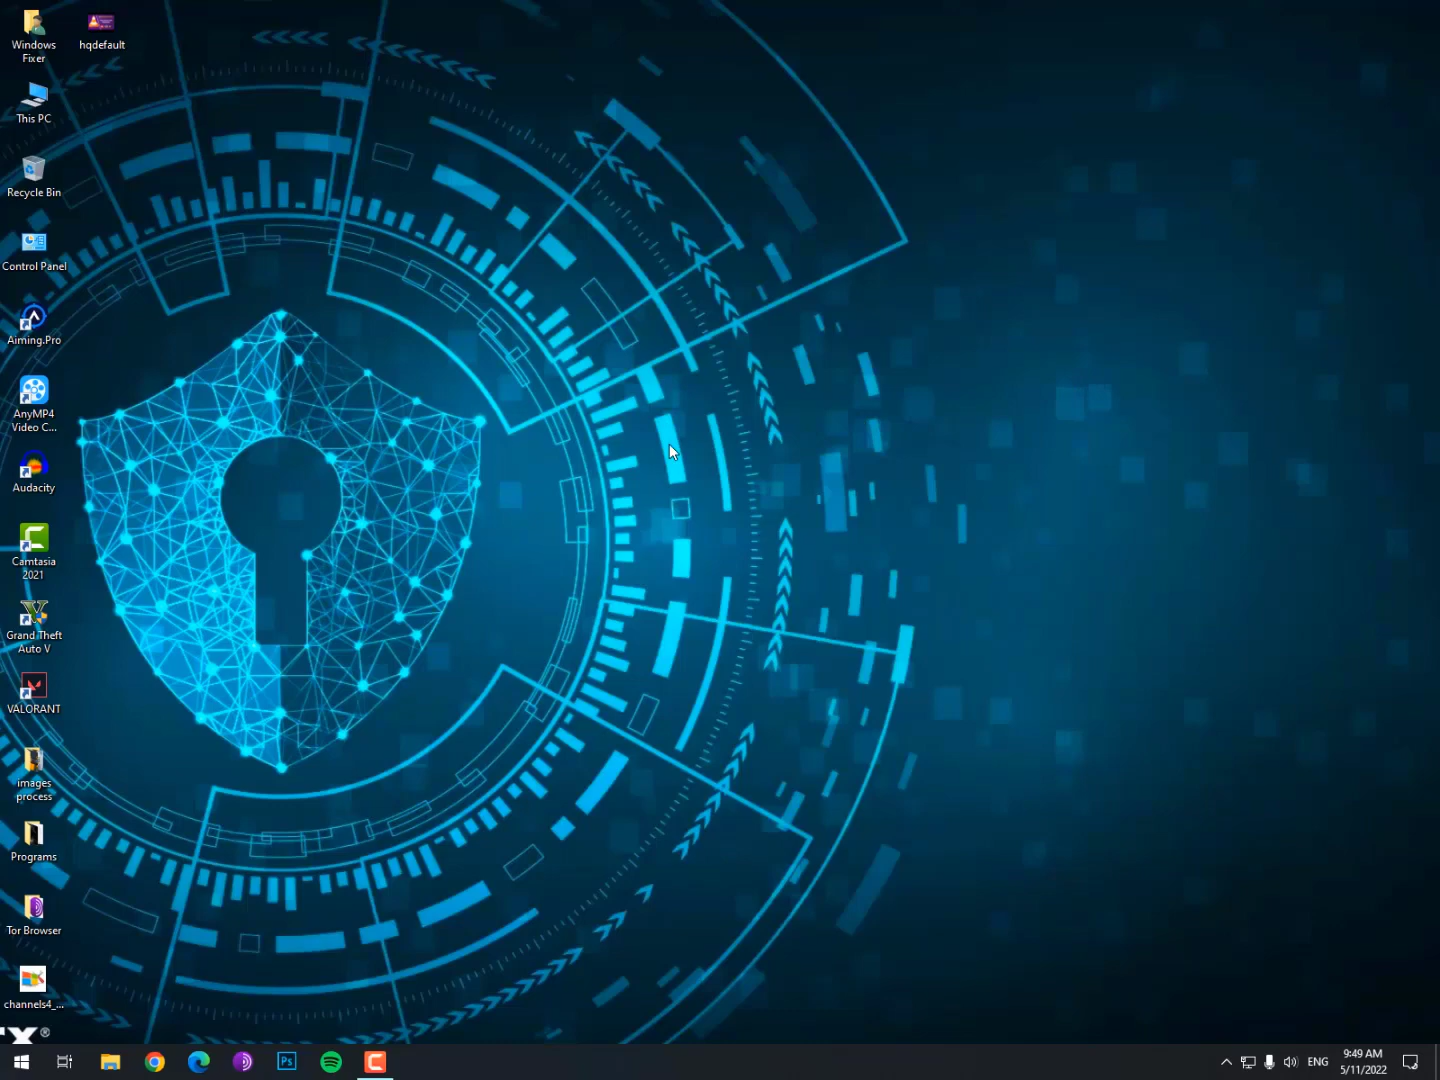 Windows
Fixer
hqdefault
This PC
Recycle Bin
Control Panel
Aiming.Pro
AnyMP4
Video C...
Audacity
Camtasia
2021
Grand Theft
Auto V
VALORANT
images
process
Programs
Tor Browser
channels4_...
X®
Ps
ENG
9:49 AM
5/11/2022